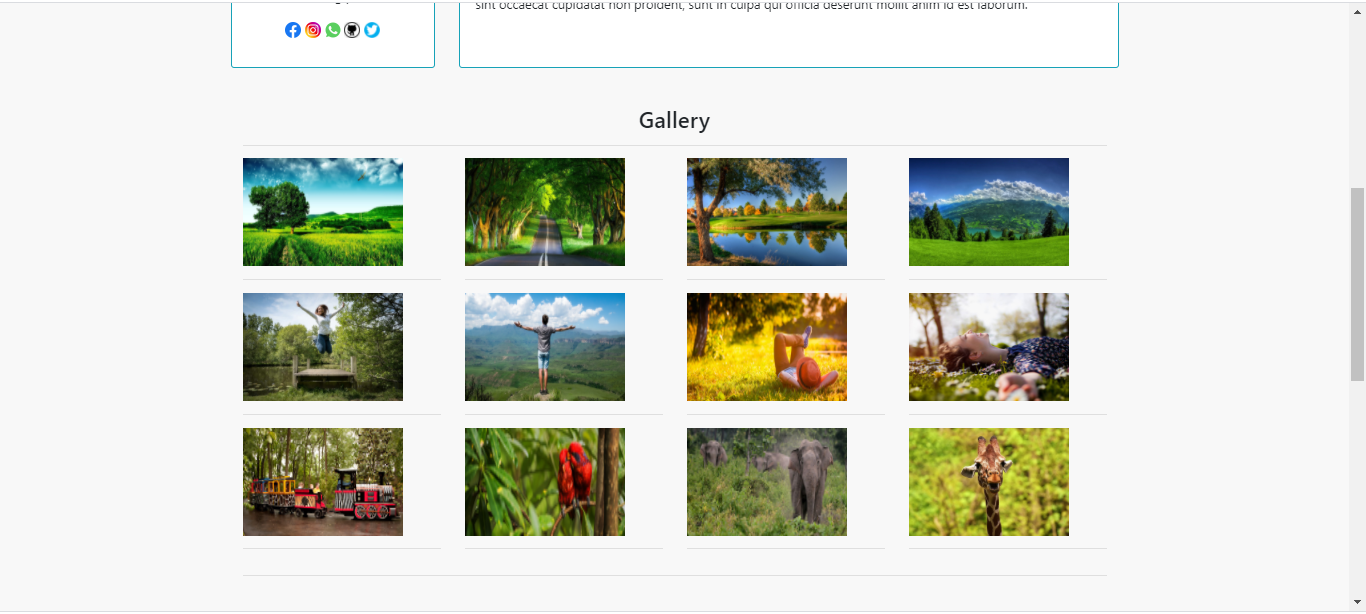 sint occaecat cupidatat non proident, sunt in culpa qui officia deserunt mollit anim id est laborum.
Gallery